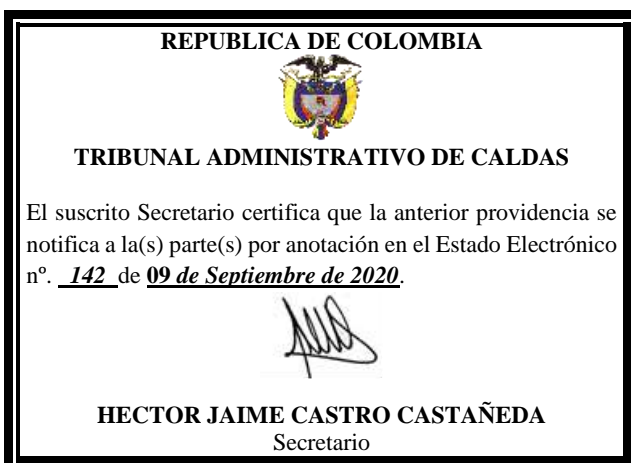 REPUBLICA DE COLOMBIA
TRIBUNAL ADMINISTRATIVO DE CALDAS
El suscrito Secretario certifica que la anterior providencia se
notifica a la(s) parte(s) por anotación en el Estado Electrónico
nº. 142 de 09 de Septiembre de 2020.
HECTOR JAIME CASTRO CASTAÑEDA
Secretario